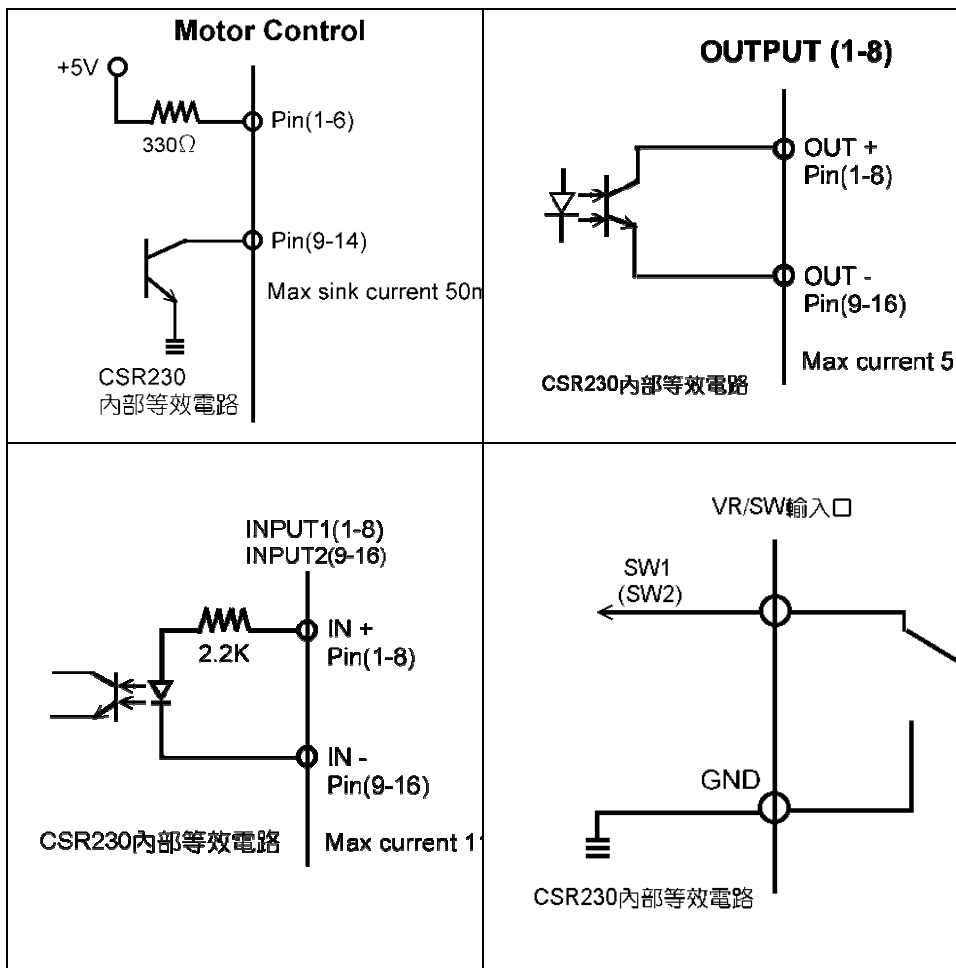 Motor Control
+5V
330Ω
Pin(1-6)
Pin(9-14)
Max sink current 50m
CSR230
內部等效電路
OUTPUT (1-8)
OUT +
Pin(1-8)
OUT -
Pin(9-16)
Max current 5
CSR230內部等效電路
INPUT1(1-8)
INPUT2(9-16)
2.2K
IN +
Pin(1-8)
IN -
Pin(9-16)
CSR230內部等效電路
Max current 1
VR/SW輸入口
SW1
(SW2)
GND
CSR230內部等效電路